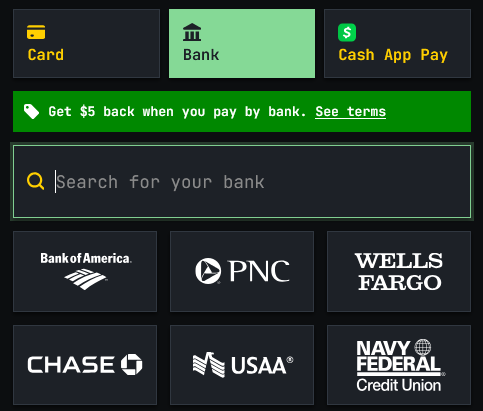 Card
Bank
Cash App Pay
Get $5 back when you pay by bank. See terms
Search for your bank
Bank of America
PNC
WELLS
FARGO
CHASE
USAA®
NAVY
FEDERAL®
Credit Union